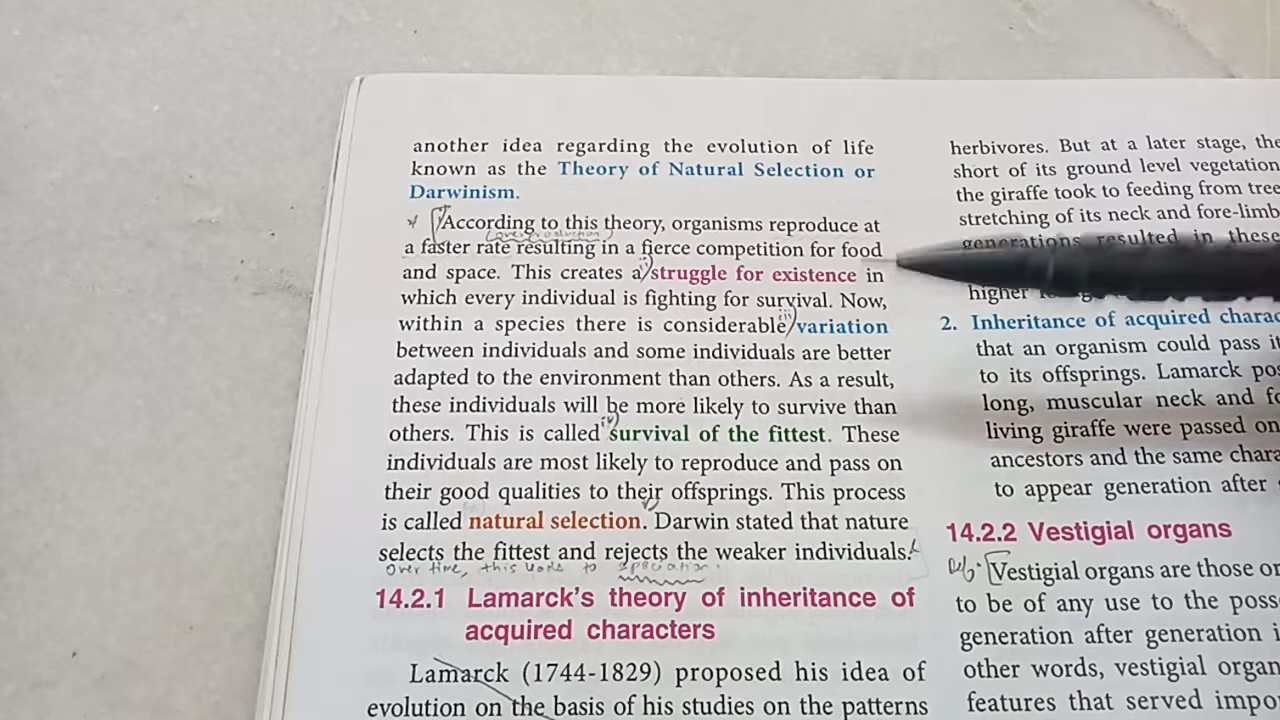 another idea regarding the evolution of life
known as the Theory of Natural Selection or
Darwinism.
According to this theory, organisms reproduce at
(overproduction)
a faster rate resulting in a fierce competition for food
and space. This creates a struggle for existence in
which every individual is fighting for survival. Now,
iii)
within a species there is considerable variation
between individuals and some individuals are better
adapted to the environment than others. As a result,
these individuals will be more likely to survive than
iv)
others. This is called survival of the fittest. These
individuals are most likely to reproduce and pass on
their good qualities to their offsprings. This process
v)
is called natural selection. Darwin stated that nature
selects the fittest and rejects the weaker individuals.
Over time, this leads to speciation.
14.2.1 Lamarck's theory of inheritance of
acquired characters
Lamarck (1744-1829) proposed his idea of
evolution on the basis of his studies on the patterns
herbivores. But at a later stage, the
short of its ground level vegetation
the giraffe took to feeding from tree
stretching of its neck and fore-limb
generations resulted in these
higher
2. Inheritance of acquired charac
that an organism could pass it
to its offsprings. Lamarck pos
long, muscular neck and fo
living giraffe were passed on
ancestors and the same chara
to appear generation after
14.2.2 Vestigial organs
Def. Vestigial organs are those or
to be of any use to the posse
generation after generation i
other words, vestigial organ
features that served impo